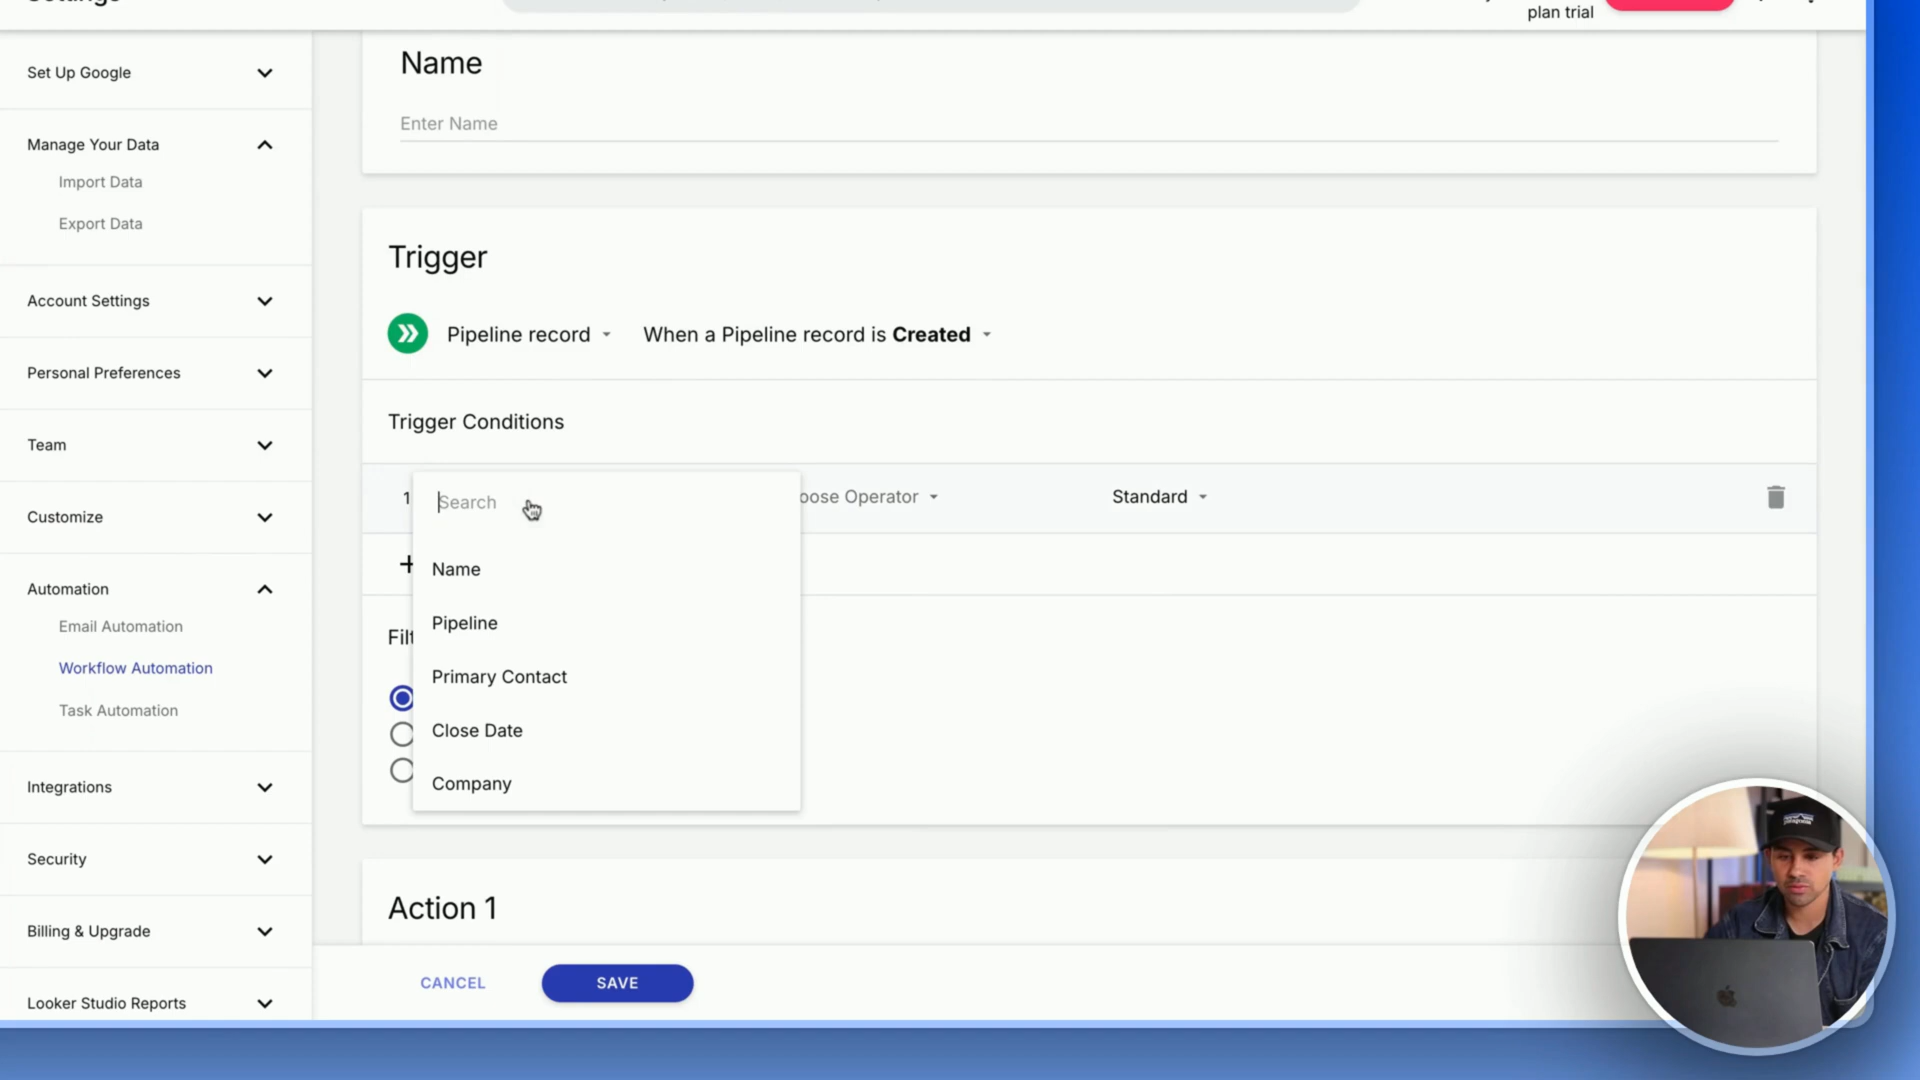 plan trial
Set Up Google
Manage Your Data
Import Data
Export Data
Account Settings
Personal Preferences
Team
Customize
Automation
Email Automation
Workflow Automation
Task Automation
Integrations
Security
Billing & Upgrade
Looker Studio Reports
Name
Enter Name
Trigger
Pipeline record When a Pipeline record is Created
Trigger Conditions
1 Search oose Operator Standard
Name
Pipeline
Primary Contact
Close Date
Company
Filt
Action 1
CANCEL SAVE